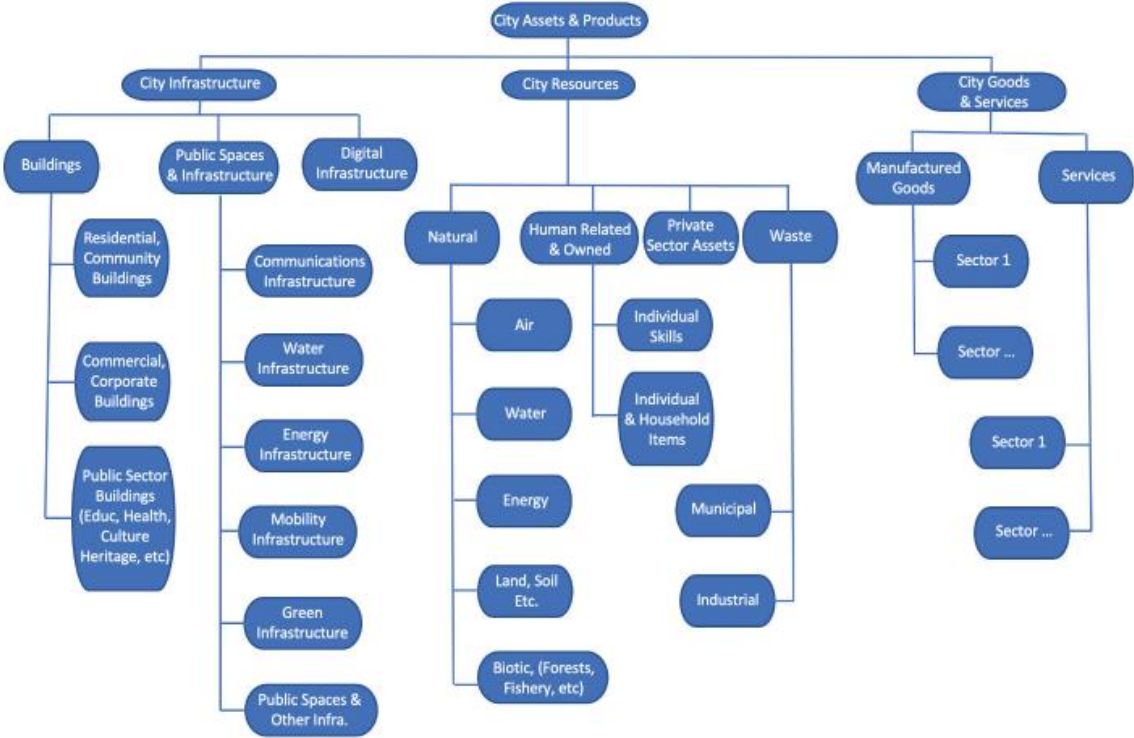 City Assets & Products
City Infrastructure
City Resources
City Goods
& Services
Buildings
Public Spaces
& Infrastructure
Digital
Infrastructure
Manufactured
Goods
Services
Natural
Human Related
& Owned
Private
Sector Assets
Waste
Residential,
Community
Buildings
Commercial,
Corporate
Buildings
Public Sector
Buildings
(Educ, Health,
Culture
Heritage, etc)
Communications
Infrastructure
Water
Infrastructure
Energy
Infrastructure
Mobility
Infrastructure
Green
Infrastructure
Public Spaces &
Other Infra.
Air
Water
Energy
Land, Soil
Etc.
Biotic, (Forests,
Fishery, etc)
Individual
Skills
Individual
& Household
Items
Municipal
Industrial
Sector 1
Sector ...
Sector 1
Sector ...